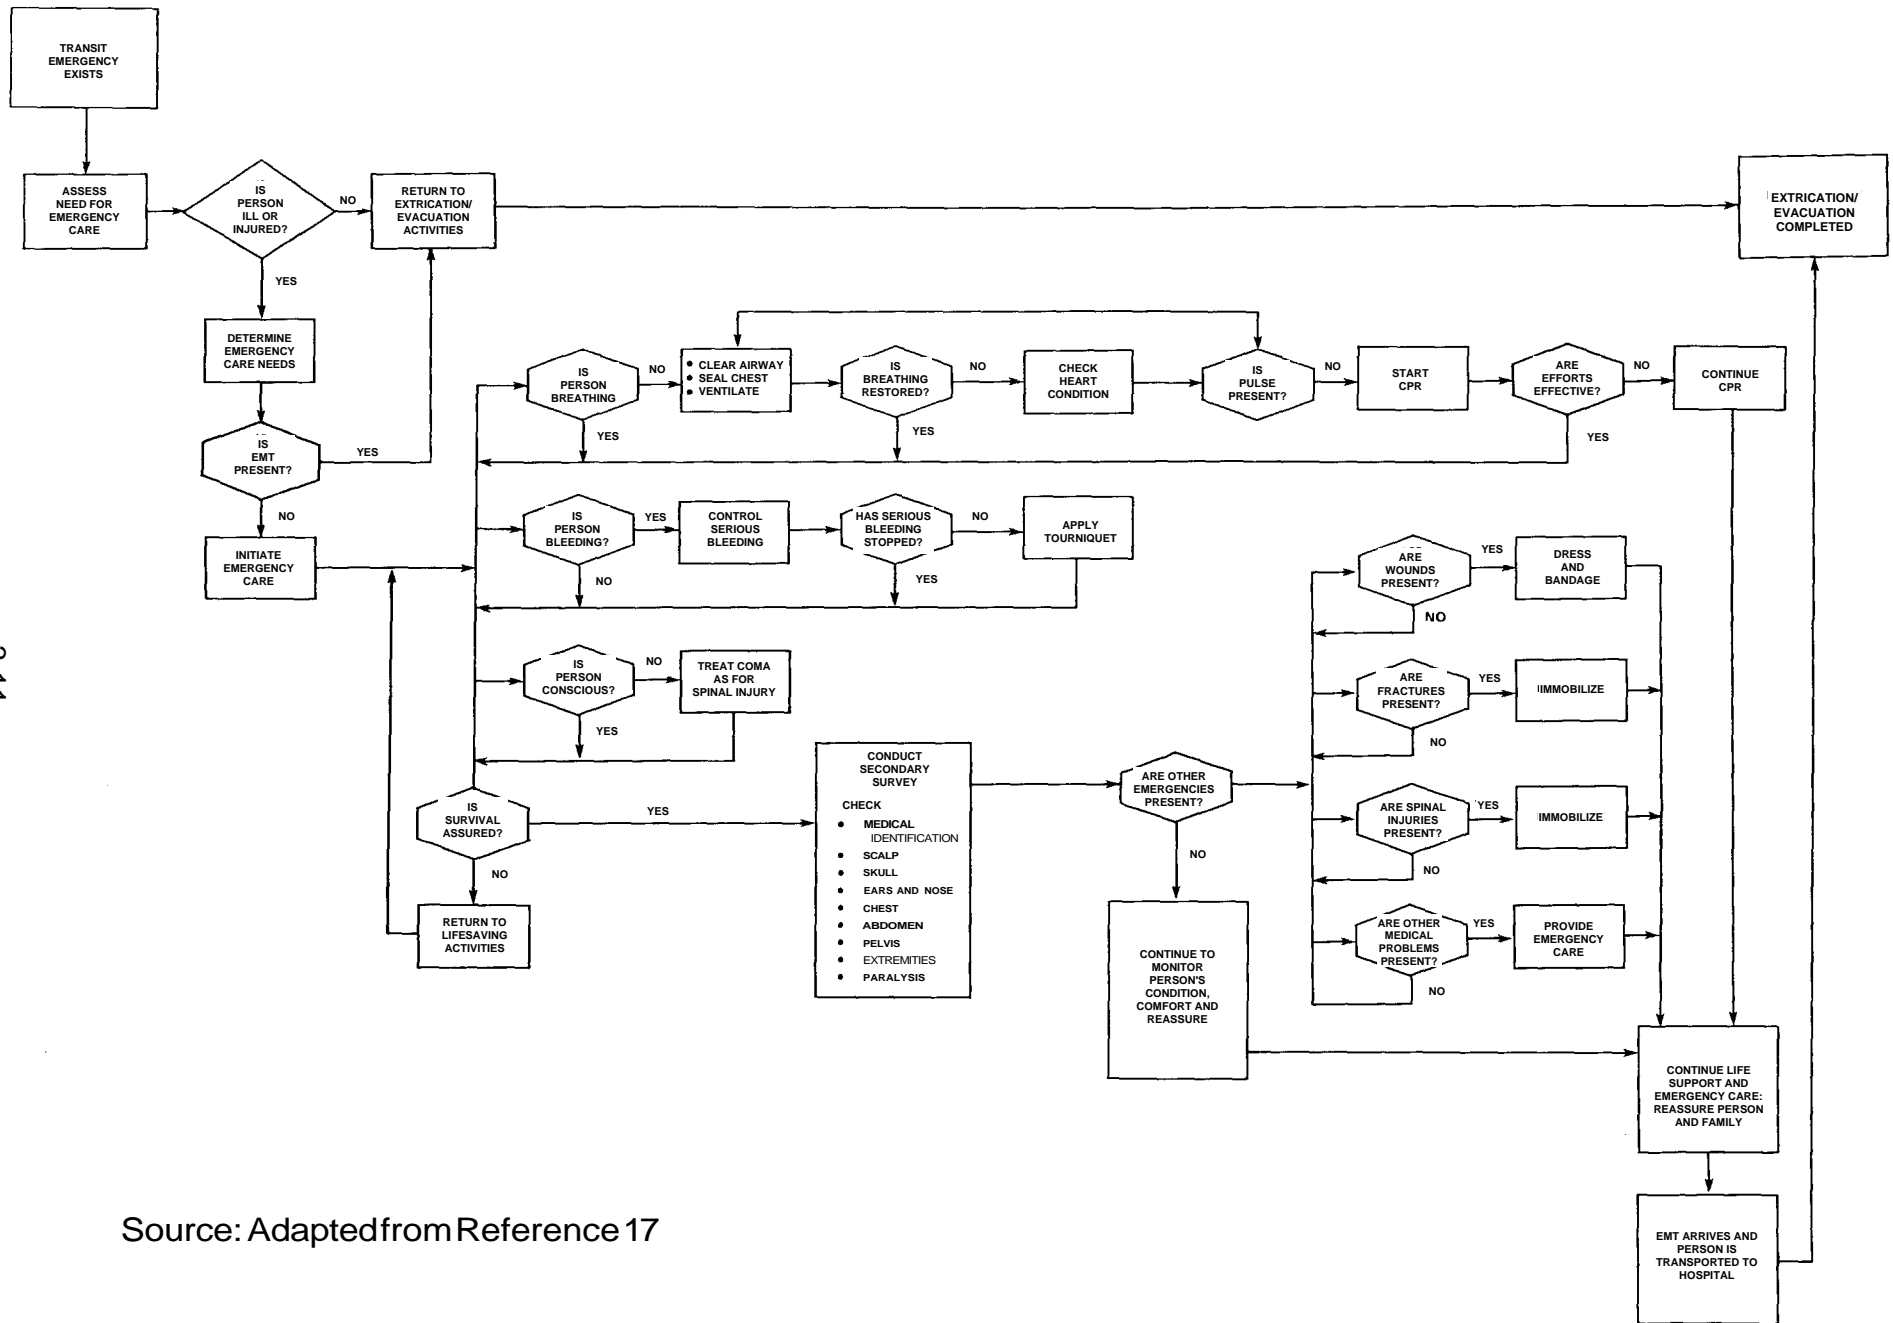 TRANSIT
EMERGENCY
EXISTS
ASSESS
NEED FOR
EMERGENCY
CARE
IS
PERSON
ILL OR
INJURED?
NO
RETURN TO
EXTRICATION/
EVACUATION
ACTIVITIES
EXTRICATION/
EVACUATION
COMPLETED
YES
DETERMINE
EMERGENCY
CARE NEEDS
IS
EMT
PRESENT?
YES
NO
INITIATE
EMERGENCY
CARE
IS
PERSON
BREATHING
NO
YES
• CLEAR AIRWAY
• SEAL CHEST
• VENTILATE
IS
BREATHING
RESTORED?
NO
YES
CHECK
HEART
CONDITION
IS
PULSE
PRESENT?
NO
START
CPR
ARE
EFFORTS
EFFECTIVE?
NO
YES
CONTINUE
CPR
IS
PERSON
BLEEDING?
YES
NO
CONTROL
SERIOUS
BLEEDING
HAS SERIOUS
BLEEDING
STOPPED?
NO
YES
APPLY
TOURNIQUET
IS
PERSON
CONSCIOUS?
NO
YES
TREAT COMA
AS FOR
SPINAL INJURY
IS
SURVIVAL
ASSURED?
YES
NO
RETURN TO
LIFESAVING
ACTIVITIES
CONDUCT
SECONDARY
SURVEY
CHECK
• MEDICAL
IDENTIFICATION
• SCALP
• SKULL
• EARS AND NOSE
• CHEST
• ABDOMEN
• PELVIS
• EXTREMITIES
• PARALYSIS
ARE OTHER
EMERGENCIES
PRESENT?
NO
CONTINUE TO
MONITOR
PERSON'S
CONDITION,
COMFORT AND
REASSURE
ARE
WOUNDS
PRESENT?
YES
NO
DRESS
AND
BANDAGE
ARE
FRACTURES
PRESENT?
YES
NO
IMMOBILIZE
ARE SPINAL
INJURIES
PRESENT?
YES
NO
IMMOBILIZE
ARE OTHER
MEDICAL
PROBLEMS
PRESENT?
YES
NO
PROVIDE
EMERGENCY
CARE
CONTINUE LIFE
SUPPORT AND
EMERGENCY CARE:
REASSURE PERSON
AND FAMILY
EMT ARRIVES AND
PERSON IS
TRANSPORTED TO
HOSPITAL
Source: Adapted from Reference 17